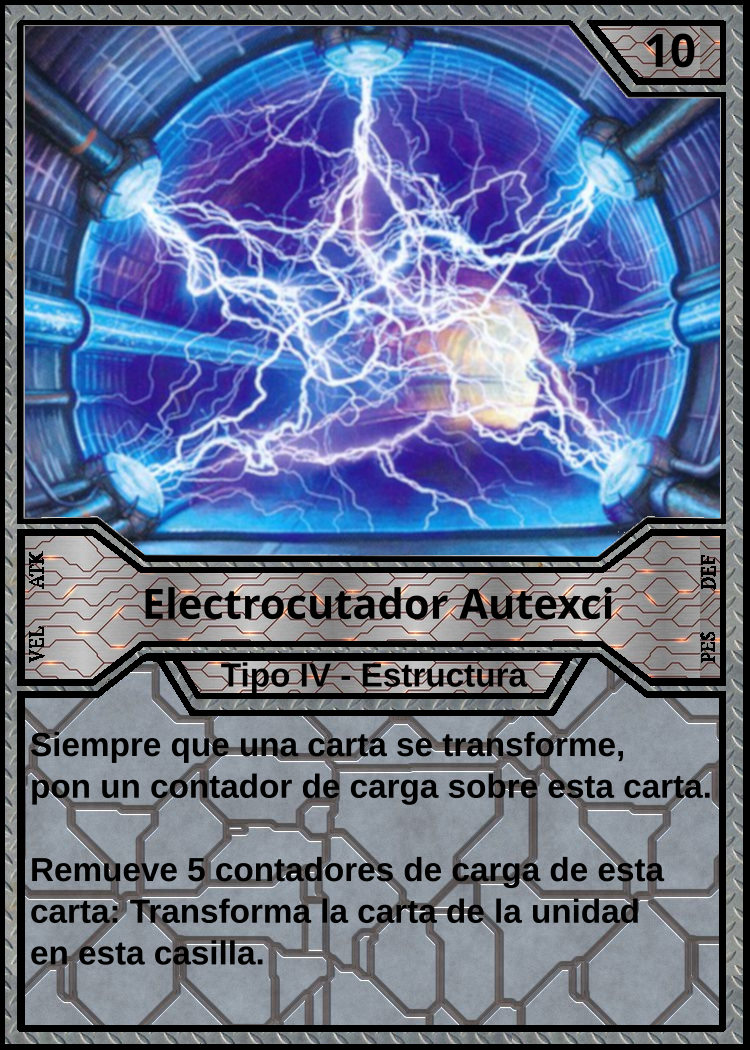 10
ATK
DEF
Electrocutador Autexci
VEL
PES
Tipo IV - Estructura
Siempre que una carta se transforme,
pon un contador de carga sobre esta carta.
Remueve 5 contadores de carga de esta
carta: Transforma la carta de la unidad
en esta casilla.